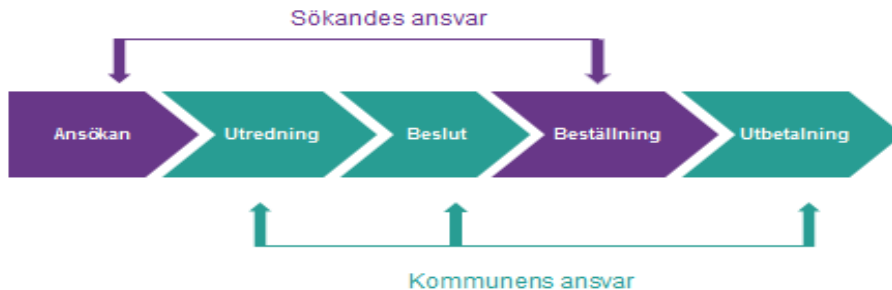 Sökandes ansvar
Ansökan
Utredning
Beslut
Beställning
Utbetalning
Kommunens ansvar